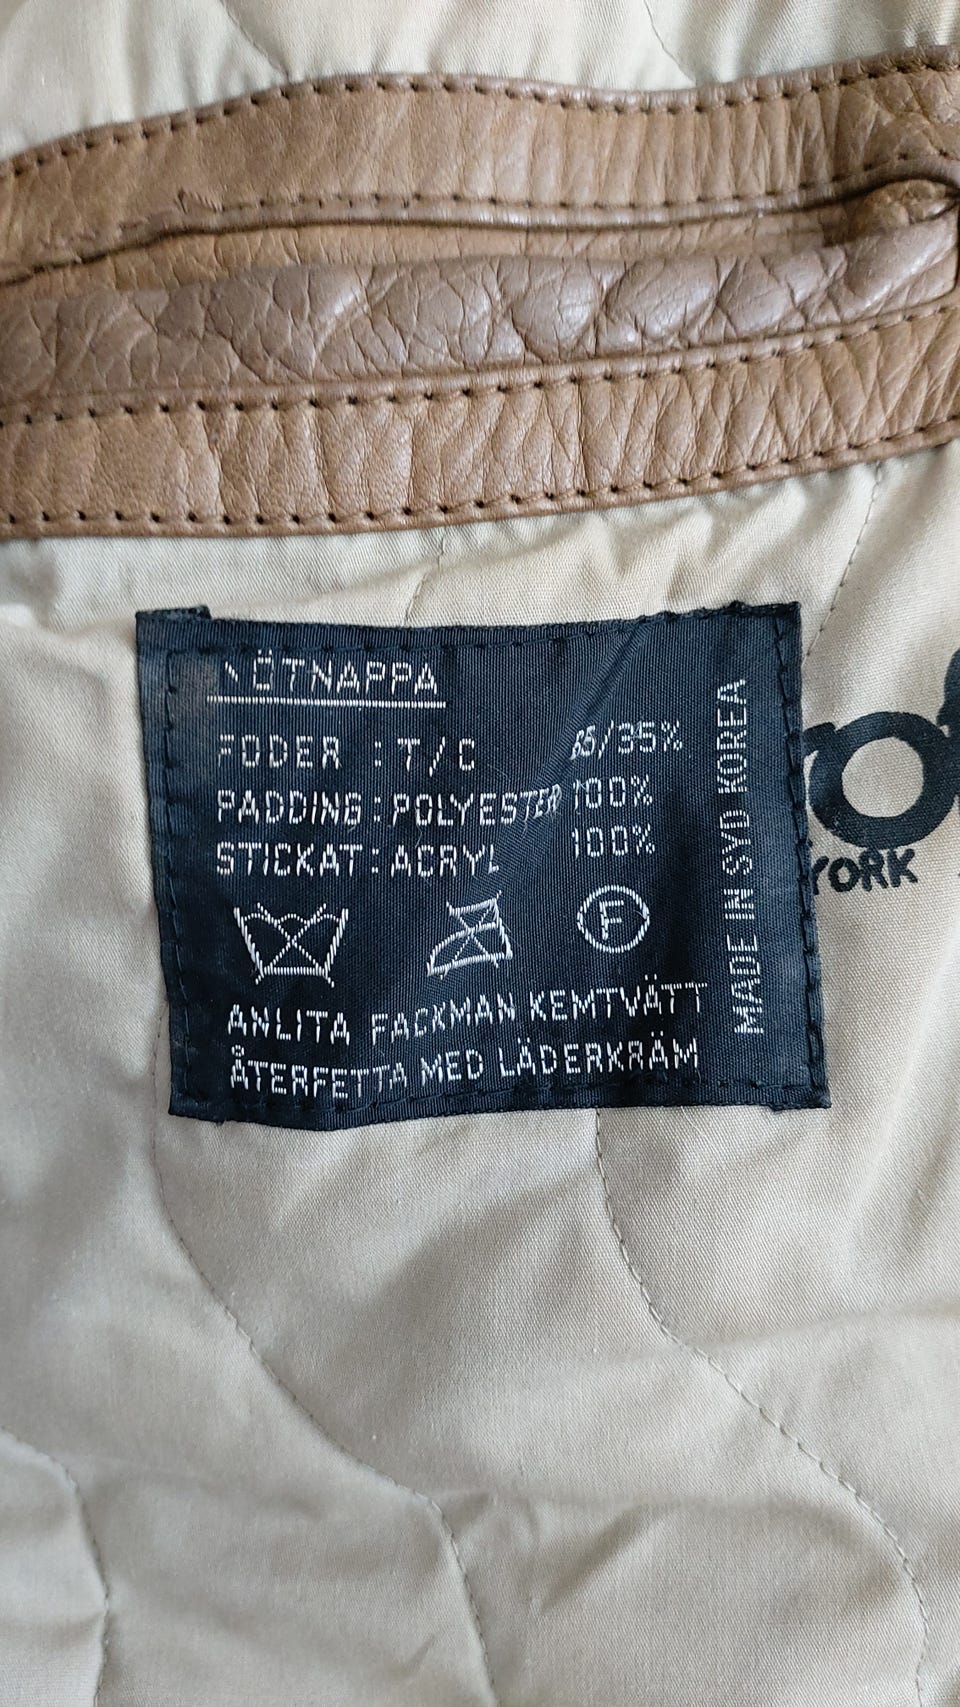 NÖTNAPPA
FODER : T/C 65/35%
PADDING : POLYESTER 100%
STICKAT : ACRYL 100%
F
ANLITA FACKMAN KEMTVÄTT
ÅTERFETTA MED LÄDERKRÄM
MADE IN SYD KOREA
YORK